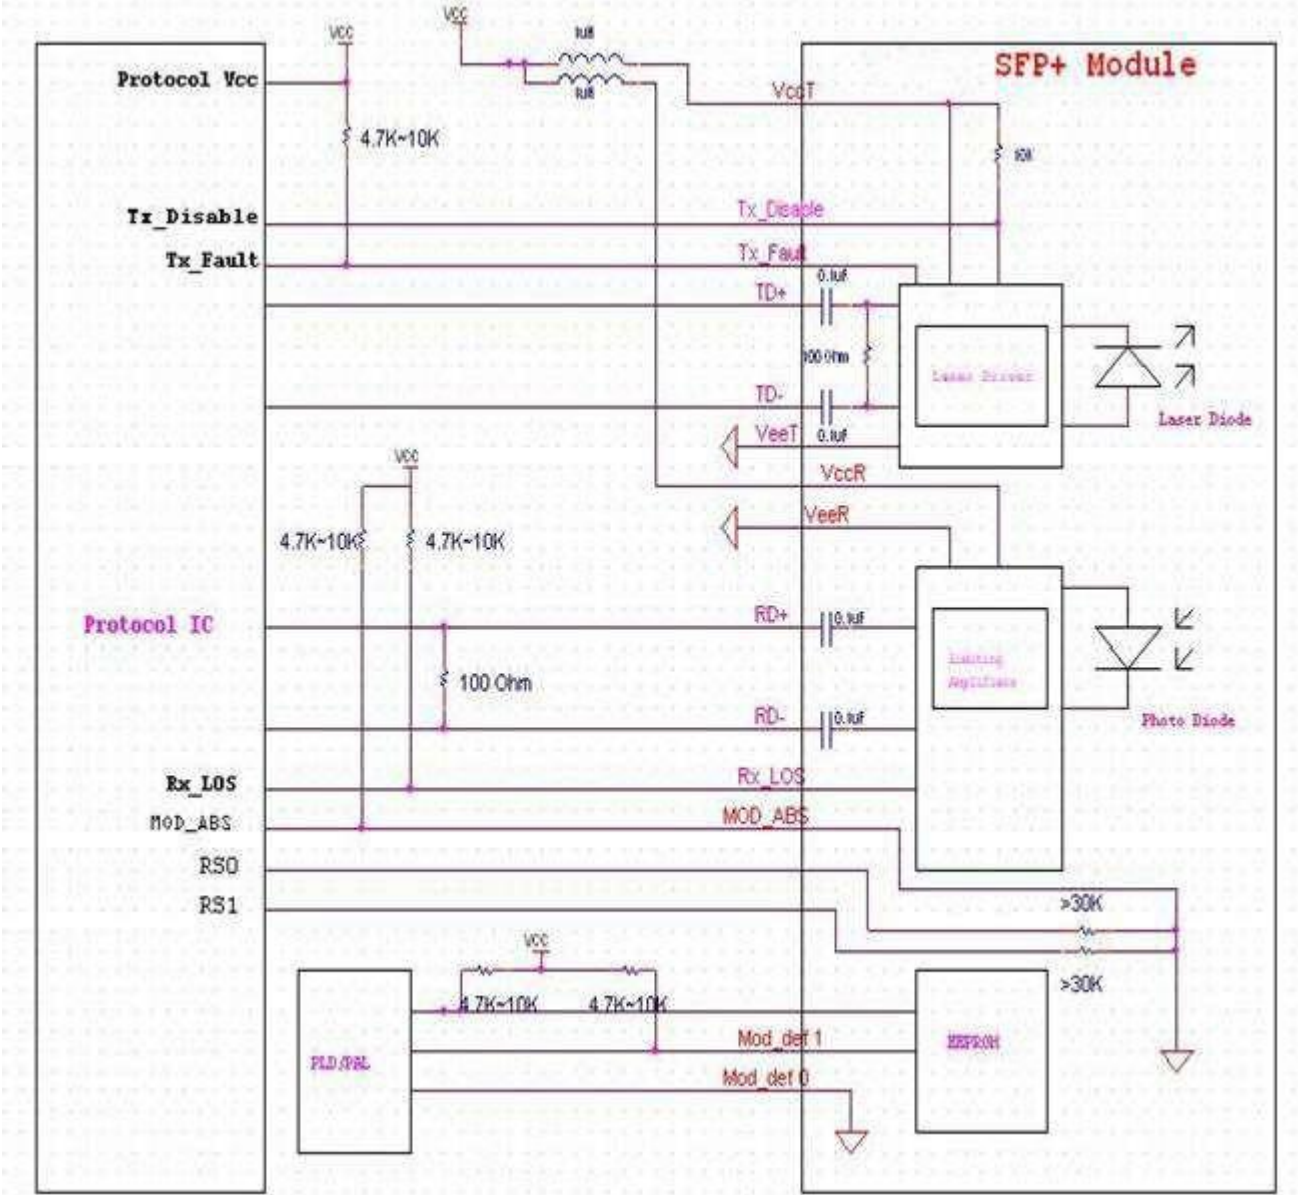 VCC
VCC
1uH
SFP+ Module
Protocol Vcc
1uH
VccT
4.7K~10K
10K
Tx_Disable
Tx_Disable
Tx_Fault
Tx_Fault
0.1uF
TD+
100 Ohm
Laser Driver
TD-
Laser Diode
VeeT
0.1uF
VCC
VccR
VeeR
4.7K~10K
4.7K~10K
Protocol IC
RD+
0.1uF
100 Ohm
Amplifiers
RD-
0.1uF
Photo Diode
Rx_LOS
Rx_LOS
MOD_ABS
MOD_ABS
RS0
RS1
>30K
VCC
>30K
4.7K~10K
4.7K~10K
Mod_def 1
EEPROM
PLD/PAL
Mod_def 0